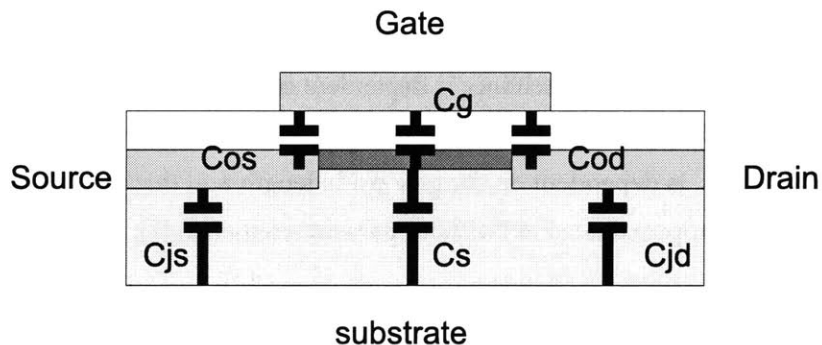 Gate
Cg
Cos
Cod
Source
Drain
Cjs
Cs
Cjd
substrate